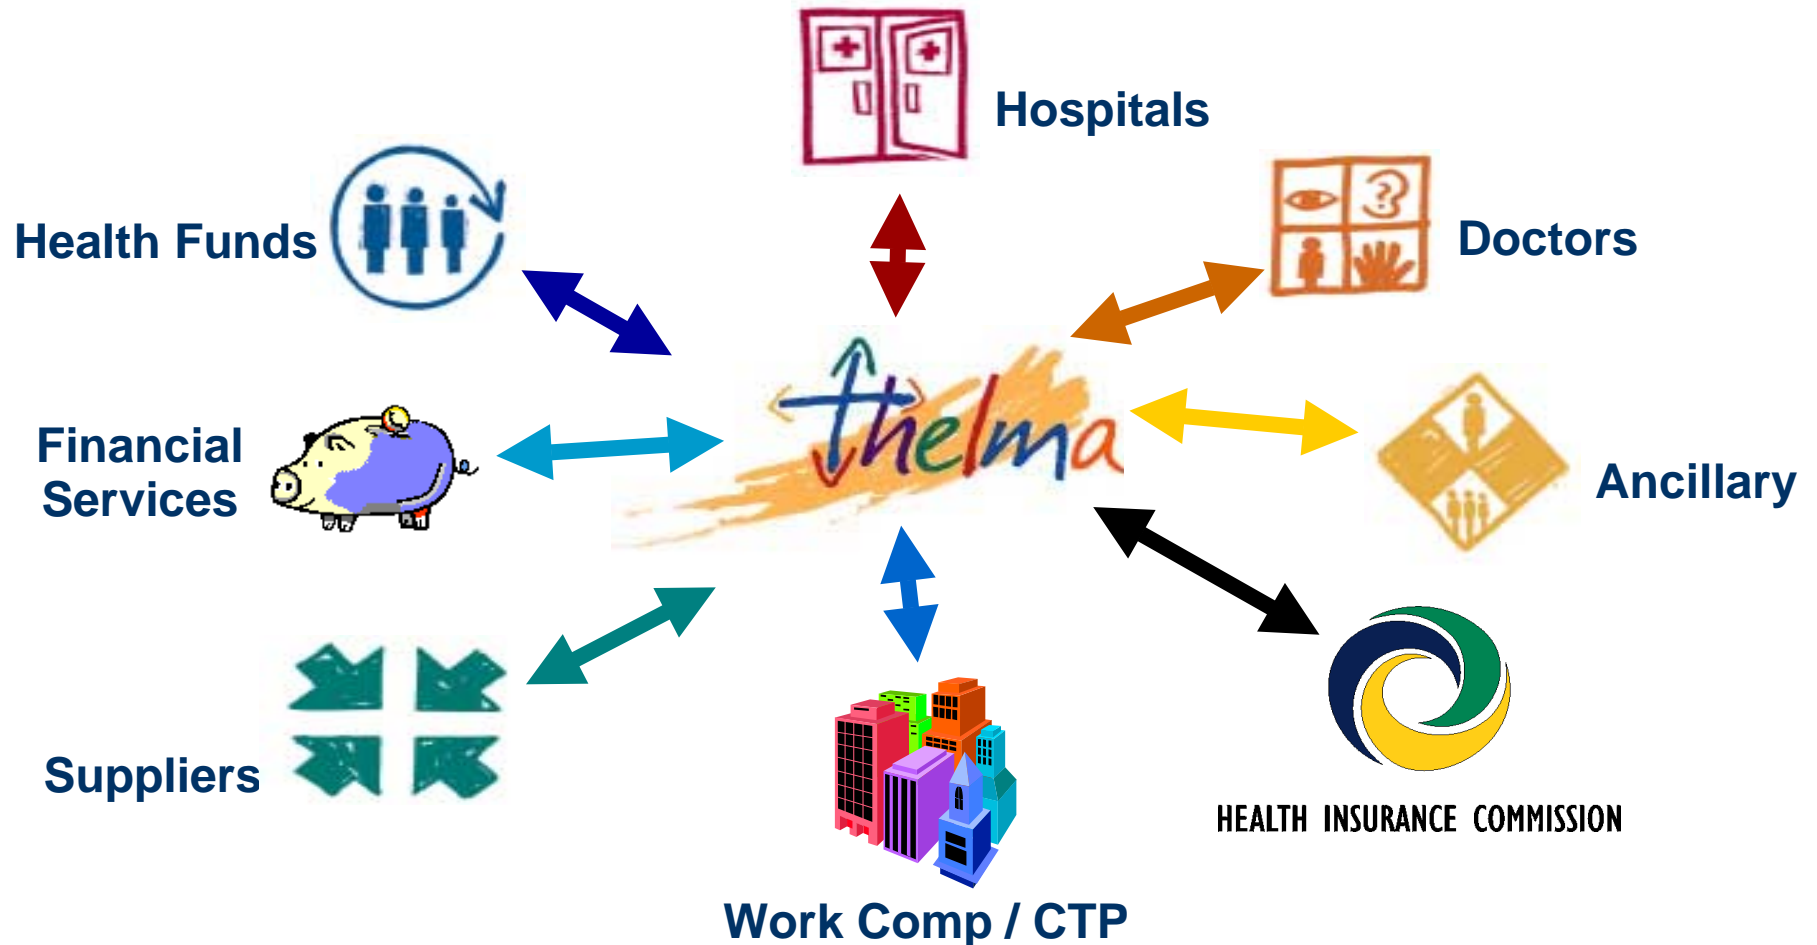 Hospitals
Health Funds
Doctors
thelma
Financial
Services
Ancillary
Suppliers
HEALTH INSURANCE COMMISSION
Work Comp / CTP